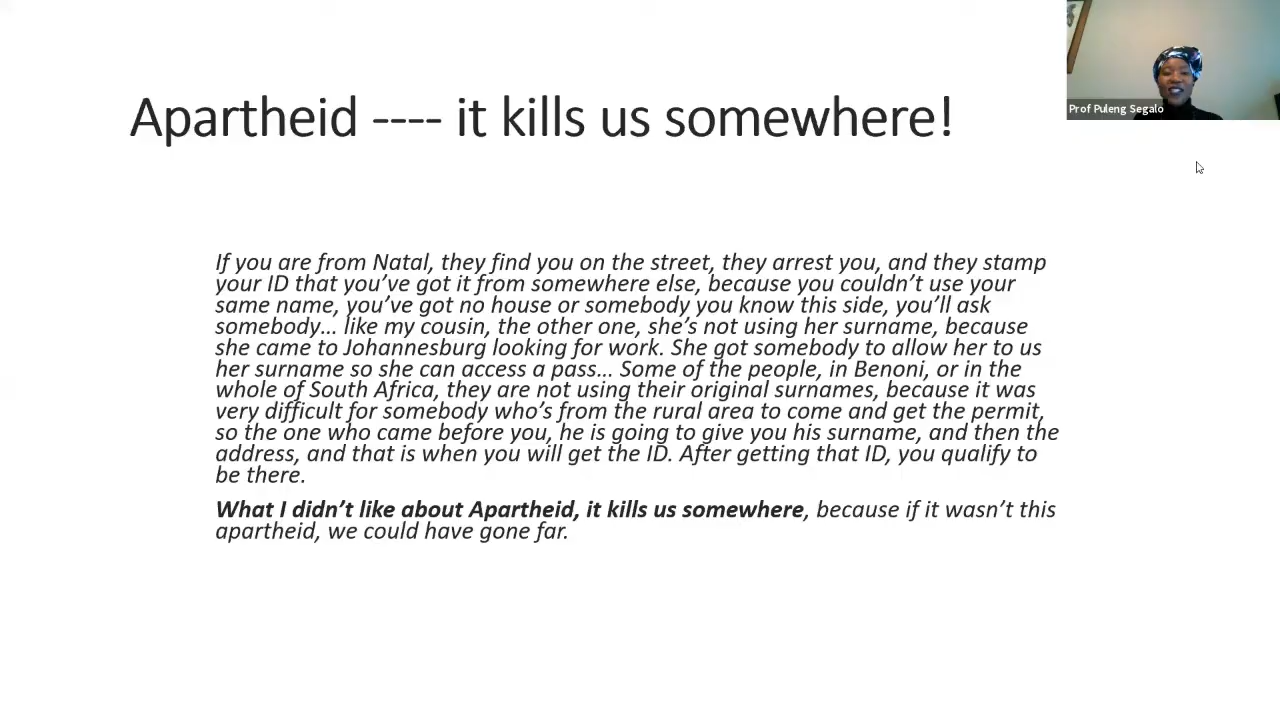 Apartheid ---- it kills us somewhere!
Prof Puleng Segalo
If you are from Natal, they find you on the street, they arrest you, and they stamp
your ID that you've got it from somewhere else, because you couldn't use your
same name, you've got no house or somebody you know this side, you'll ask
somebody… like my cousin, the other one, she's not using her surname, because
she came to Johannesburg looking for work. She got somebody to allow her to us
her surname so she can access a pass… Some of the people, in Benoni, or in the
whole of South Africa, they are not using their original surnames, because it was
very difficult for somebody who's from the rural area to come and get the permit,
so the one who came before you, he is going to give you his surname, and then the
address, and that is when you will get the ID. After getting that ID, you qualify to
be there.
What I didn't like about Apartheid, it kills us somewhere, because if it wasn't this
apartheid, we could have gone far.